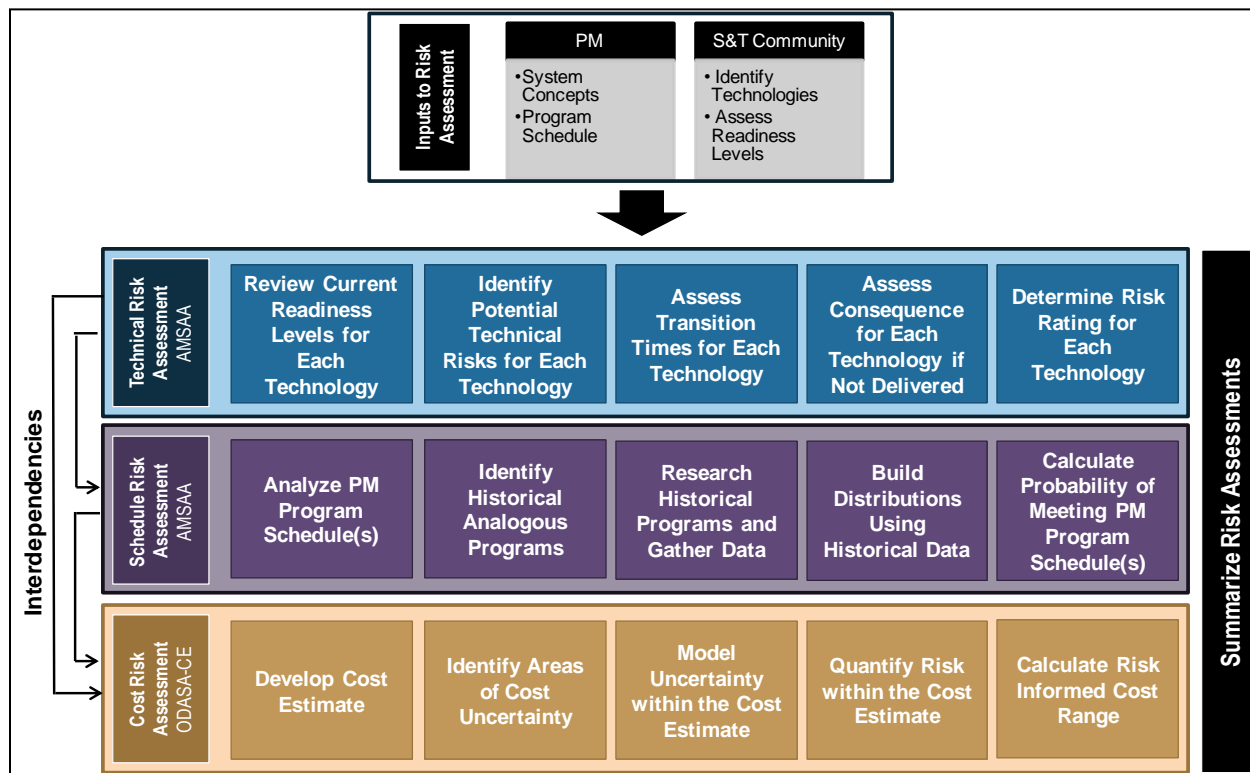 Inputs to Risk
Assessment
PM
•System
Concepts
•Program
Schedule
S&T Community
• Identify
Technologies
• Assess
Readiness
Levels
Interdependencies
Technical Risk
Assessment
AMSAA
Review Current
Readiness
Levels for
Each
Technology
Identify
Potential
Technical
Risks for Each
Technology
Assess
Transition
Times for Each
Technology
Assess
Consequence
for Each
Technology if
Not Delivered
Determine Risk
Rating for
Each
Technology
Schedule Risk
Assessment
AMSAA
Analyze PM
Program
Schedule(s)
Identify
Historical
Analogous
Programs
Research
Historical
Programs and
Gather Data
Build
Distributions
Using
Historical Data
Calculate
Probability of
Meeting PM
Program
Schedule(s)
Cost Risk
Assessment
ODASA-CE
Develop Cost
Estimate
Identify Areas
of Cost
Uncertainty
Model
Uncertainty
within the Cost
Estimate
Quantify Risk
within the Cost
Estimate
Calculate Risk
Informed Cost
Range
Summarize Risk Assessments